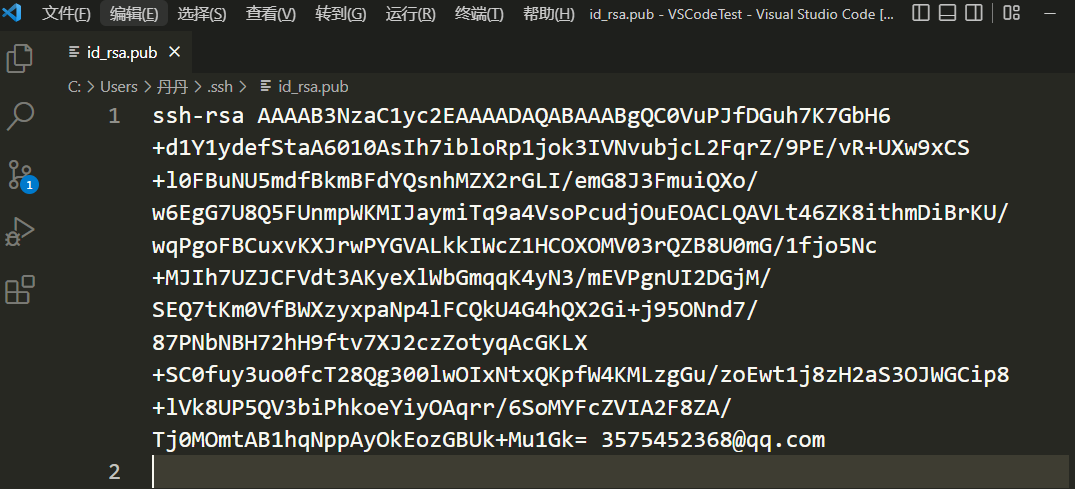 文件(F) 编辑(E) 选择(S) 查看(V) 转到(G) 运行(R) 终端(T) 帮助(H) id_rsa.pub - VSCodeTest - Visual Studio Code [...
id_rsa.pub
C: > Users > 丹丹 > .ssh > id_rsa.pub
1 ssh-rsa AAAAB3NzaC1yc2EAAAADAQABAAABgQC0VuPJfDGuh7K7GbH6
+d1Y1ydefStaA6010AsIh7ibloRp1jok3IVNvubjcL2FqrZ/9PE/vR+UXw9xCS
+l0FBuNU5mdfBkmBFdYQsnhMZX2rGLI/emG8J3FmuiQXo/
w6EgG7U8Q5FUnmpWKMIJaymiTq9a4VsoPcudjOuEOACLQAVLt46ZK8ithmDiBrKU/
wqPgoFBCuxvKXJrwPYGVALkkIWcZ1HCOXOMV03rQZB8U0mG/1fjo5Nc
+MJIh7UZJCFVdt3AKyeXlWbGmqqK4yN3/mEVPgnUI2DGjM/
SEQ7tKm0VfBWXzyxpaNp4lFCQkU4G4hQX2Gi+j95ONnd7/
87PNbNBH72hH9ftv7XJ2czZotyqAcGKLX
+SC0fuy3uo0fcT28Qg300lwOIxNtxQKpfW4KMLzgGu/zoEwt1j8zH2aS3OJWGCip8
+lVk8UP5QV3biPhkoeYiyOAqrr/6SoMYFcZVIA2F8ZA/
Tj0MOmtAB1hqNppAyOkEozGBUk+Mu1Gk= 3575452368@qq.com
2
1